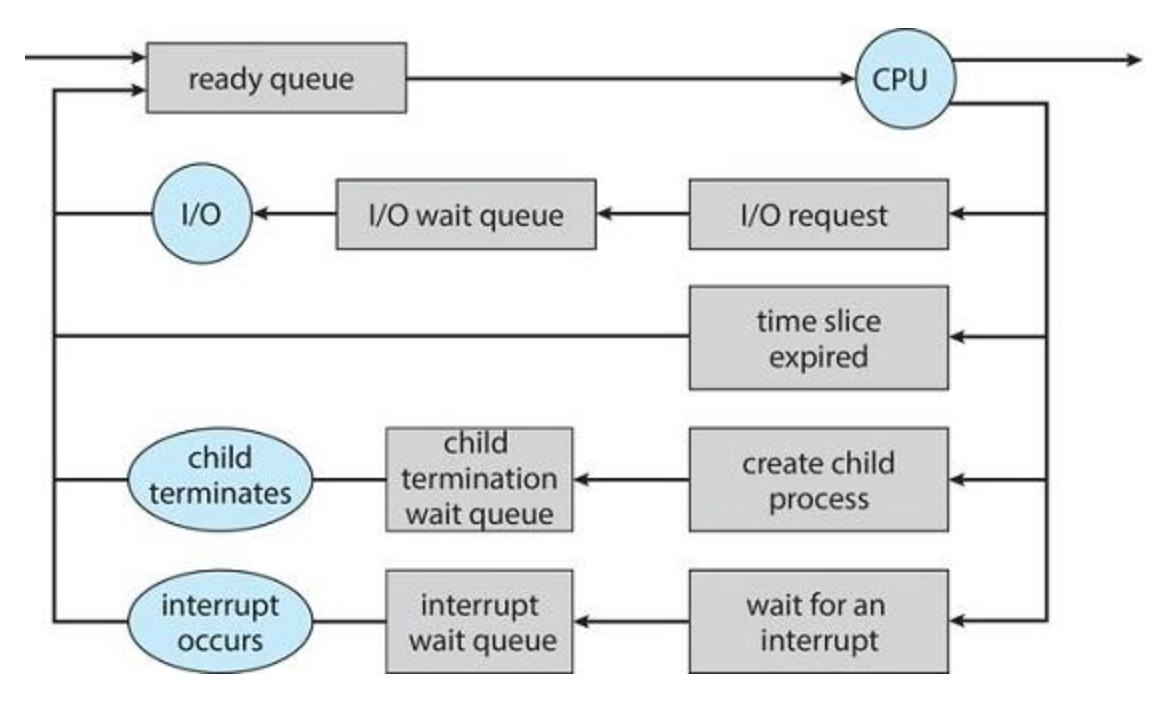 ready queue
CPU
I/O
I/O wait queue
I/O request
time slice
expired
child
terminates
child
termination
wait queue
create child
process
interrupt
occurs
interrupt
wait queue
wait for an
interrupt